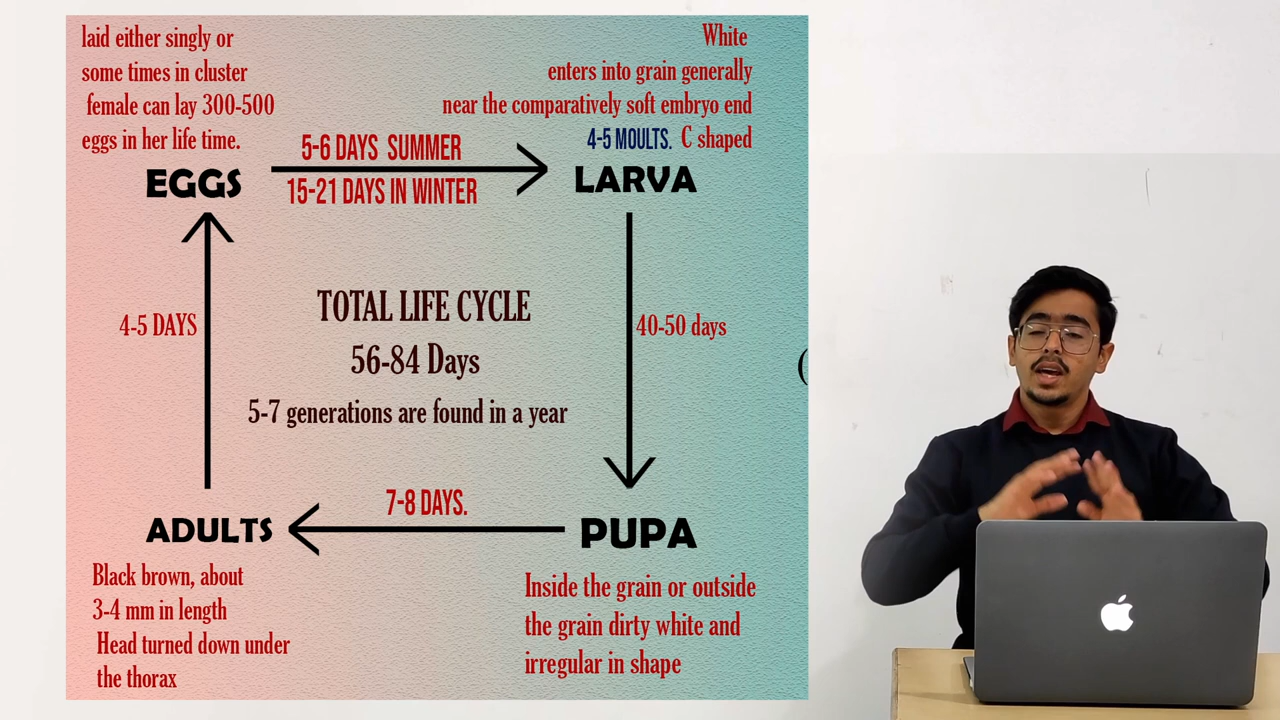 laid either singly or
some times in cluster
female can lay 300-500
eggs in her life time.
White
enters into grain generally
near the comparatively soft embryo end
4-5 MOULTS. C shaped
EGGS
5-6 DAYS SUMMER
15-21 DAYS IN WINTER
LARVA
4-5 DAYS
TOTAL LIFE CYCLE
56-84 Days
5-7 generations are found in a year
40-50 days
(
ADULTS
7-8 DAYS.
PUPA
Black brown, about
3-4 mm in length
Head turned down under
the thorax
Inside the grain or outside
the grain dirty white and
irregular in shape